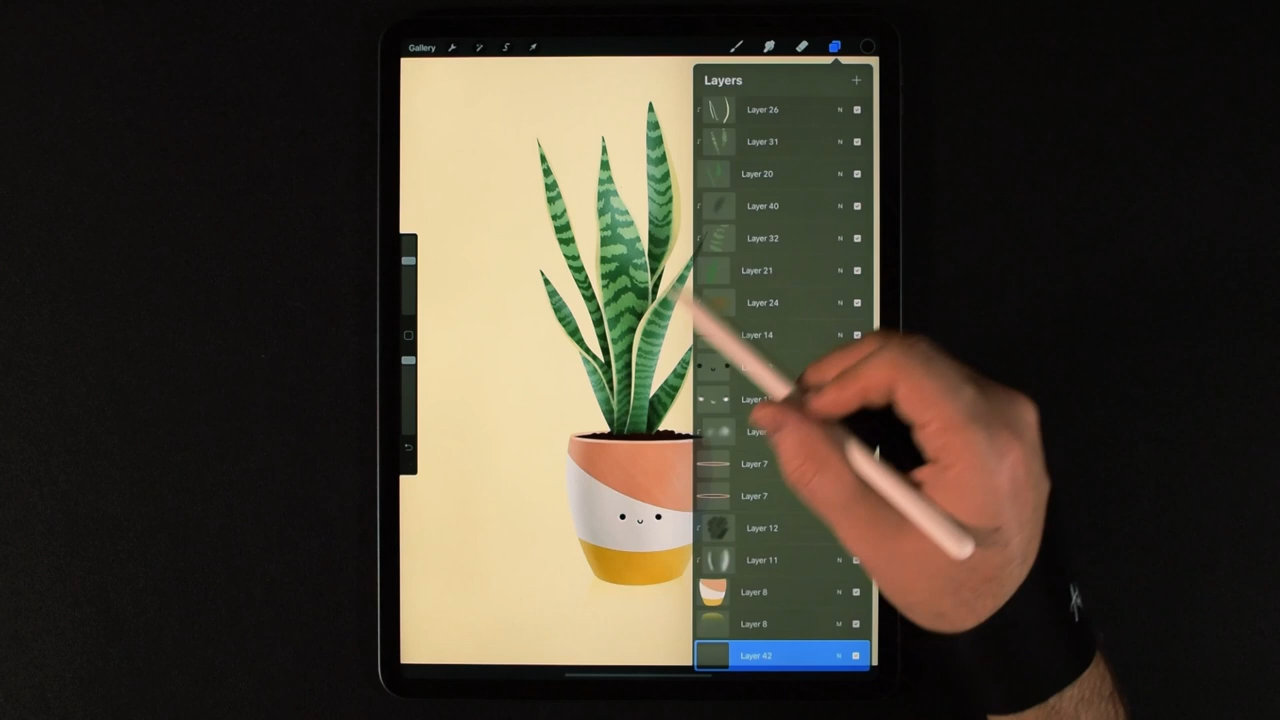 Gallery
Layers
Layer 26 N
Layer 31 N
Layer 20 N
Layer 40 N
Layer 32 N
Layer 21 N
Layer 24 N
Layer 14 N
Layer 7
Layer 7
Layer 12
Layer 11 N
Layer 8 N
Layer 8 M
Layer 42 N